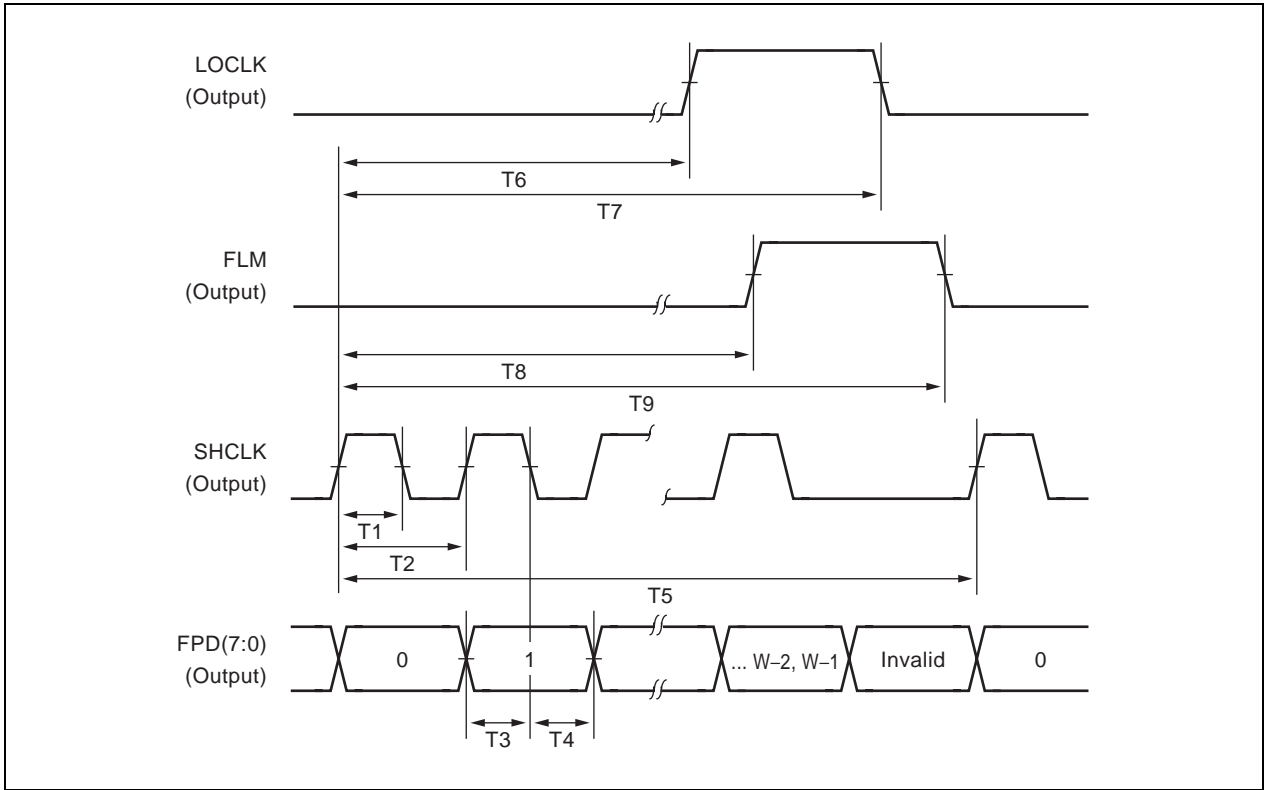 LOCLK
(Output)
T6
T7
FLM
(Output)
T8
T9
SHCLK
(Output)
T1
T2
T5
FPD(7:0)
(Output)
0
1
... W–2, W–1
Invalid
0
T3
T4